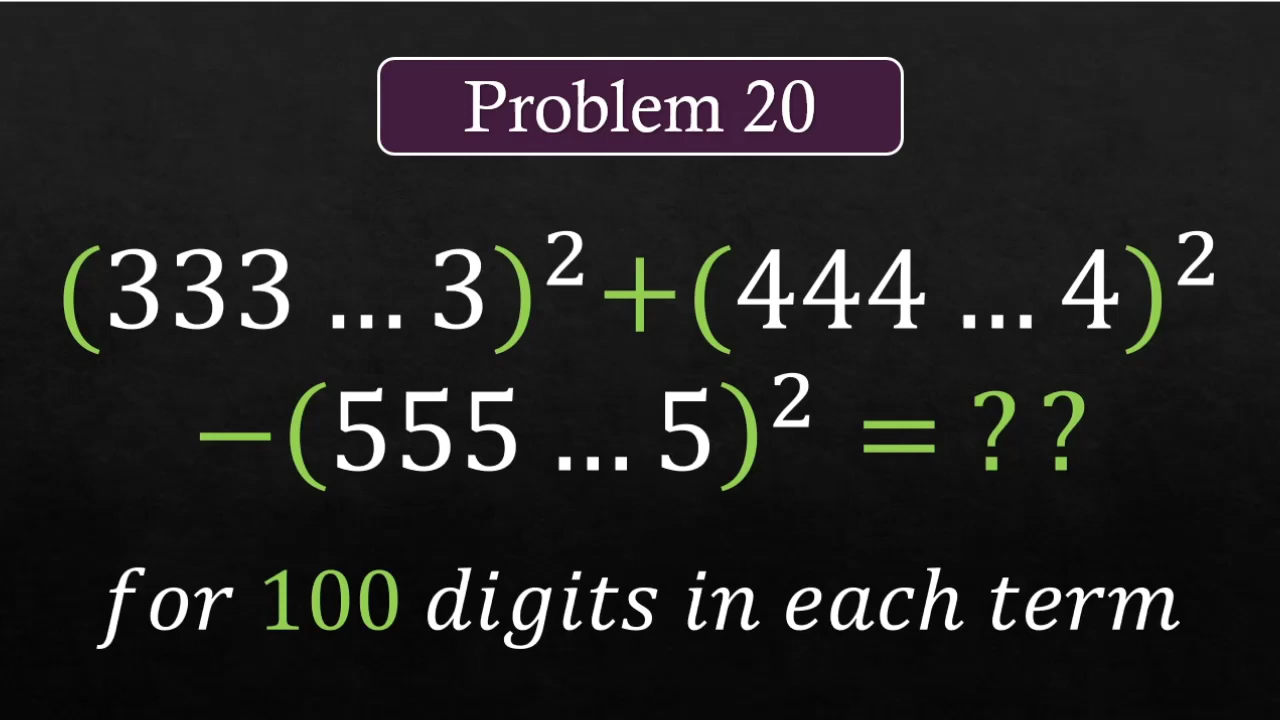 Problem 20
(333 ... 3)² + (444 ... 4)²
−(555 ... 5)² = ? ?
for 100 digits in each term